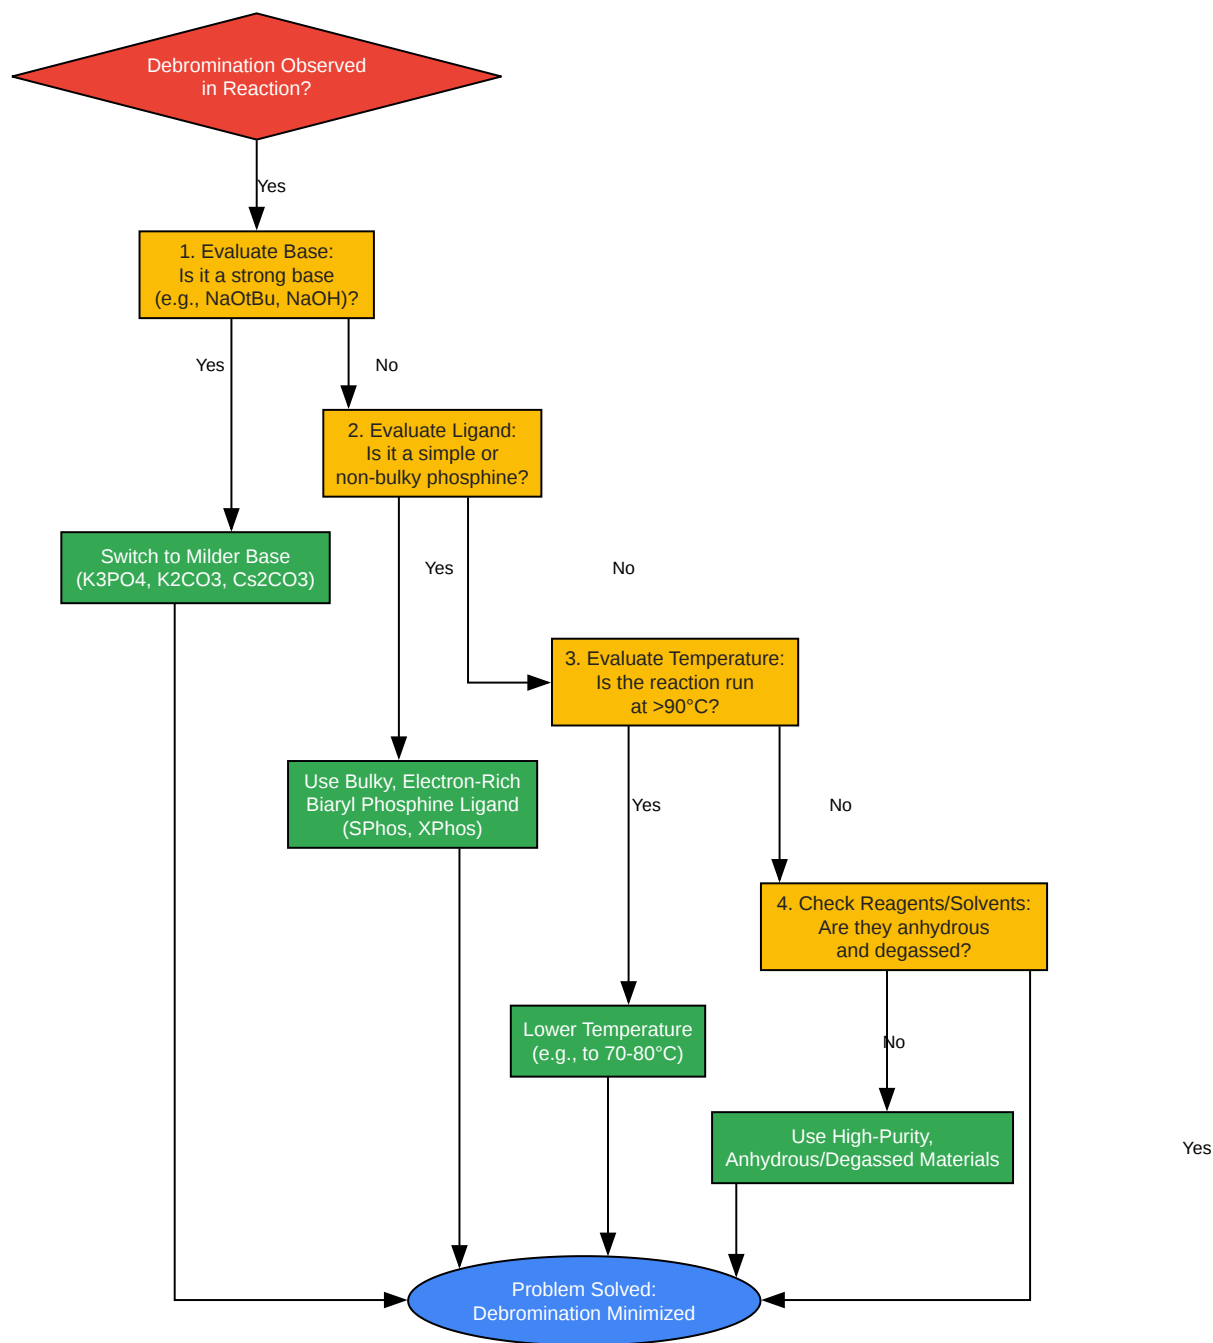 Debromination Observed
in Reaction?
Yes
1. Evaluate Base:
Is it a strong base
(e.g., NaOtBu, NaOH)?
Yes
No
2. Evaluate Ligand:
Is it a simple or
non-bulky phosphine?
Switch to Milder Base
(K3PO4, K2CO3, Cs2CO3)
Yes
No
3. Evaluate Temperature:
Is the reaction run
at >90°C?
Use Bulky, Electron-Rich
Biaryl Phosphine Ligand
(SPhos, XPhos)
Yes
No
4. Check Reagents/Solvents:
Are they anhydrous
and degassed?
Lower Temperature
(e.g., to 70-80°C)
No
Use High-Purity,
Anhydrous/Degassed Materials
Yes
Problem Solved:
Debromination Minimized